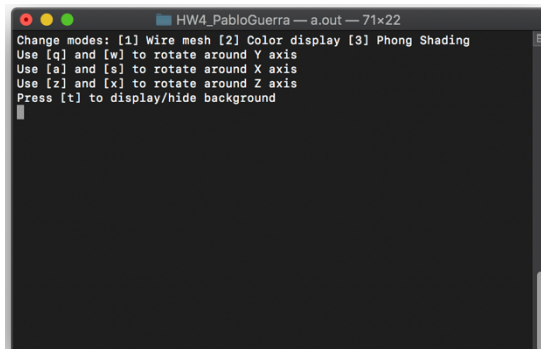 HW4_PabloGuerra — a.out — 71×22
Change modes: [1] Wire mesh [2] Color display [3] Phong Shading
Use [q] and [w] to rotate around Y axis
Use [a] and [s] to rotate around X axis
Use [z] and [x] to rotate around Z axis
Press [t] to display/hide background